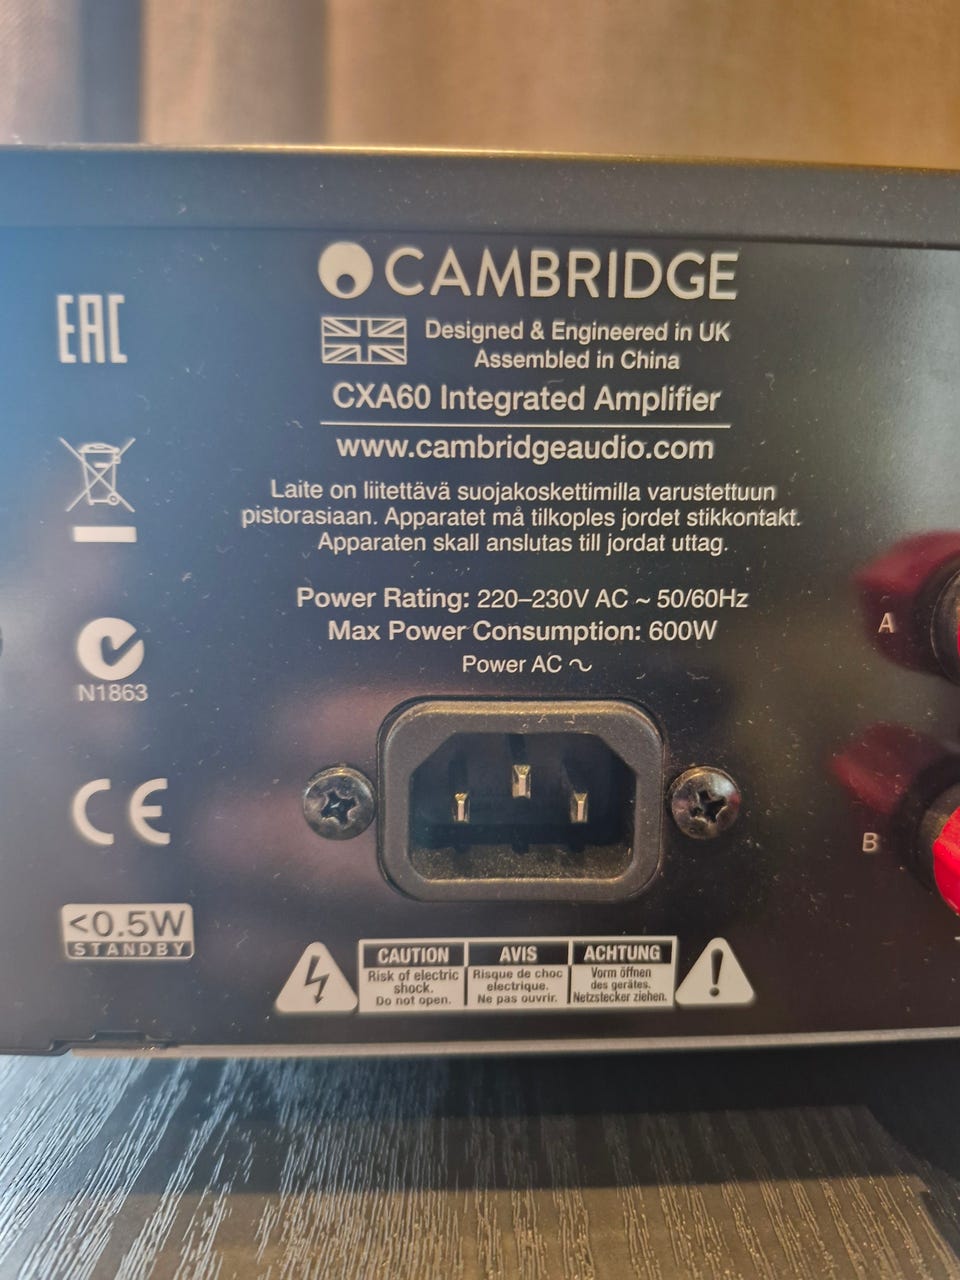 CAMBRIDGE
Designed & Engineered in UK
Assembled in China
CXA60 Integrated Amplifier
www.cambridgeaudio.com
Laite on liitettävä suojakoskettimilla varustettuun
pistorasiaan. Apparatet må tilkoples jordet stikkontakt.
Apparaten skall anslutas till jordat uttag.
Power Rating: 220–230V AC ~ 50/60Hz
Max Power Consumption: 600W
Power AC ~
EAC
N1863
CE
<0.5W
STANDBY
CAUTION
Risk of electric
shock.
Do not open.
AVIS
Risque de choc
electrique.
Ne pas ouvrir.
ACHTUNG
Vorm öffnen
des gerätes.
Netzstecker ziehen.
A
B